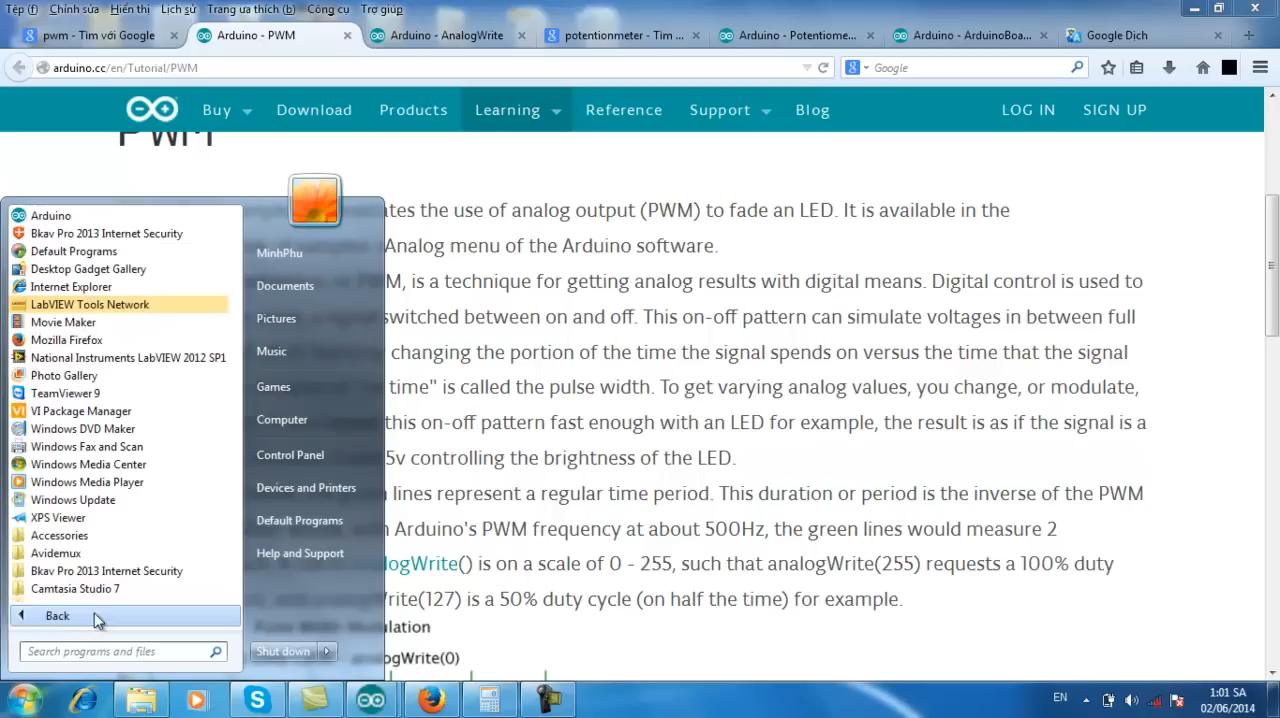 Tệp (f) Chỉnh sửa Hiển thị Lịch sử Trang ưa thích (b) Công cụ Trợ giúp
pwm - Tìm với Google
Arduino - PWM
Arduino - AnalogWrite
potentionmeter - Tìm ...
Arduino - Potentiome...
Arduino - ArduinoBoa...
Google Dịch
arduino.cc/en/Tutorial/PWM
Google
Buy Download Products Learning Reference Support Blog LOG IN SIGN UP
PWM
ates the use of analog output (PWM) to fade an LED. It is available in the
Analog menu of the Arduino software.
M, is a technique for getting analog results with digital means. Digital control is used to
switched between on and off. This on-off pattern can simulate voltages in between full
changing the portion of the time the signal spends on versus the time that the signal
time" is called the pulse width. To get varying analog values, you change, or modulate,
this on-off pattern fast enough with an LED for example, the result is as if the signal is a
5v controlling the brightness of the LED.
lines represent a regular time period. This duration or period is the inverse of the PWM
Arduino's PWM frequency at about 500Hz, the green lines would measure 2
alogWrite() is on a scale of 0 - 255, such that analogWrite(255) requests a 100% duty
Write(127) is a 50% duty cycle (on half the time) for example.
Pulse Width Modulation
alogWrite(0)
Arduino
Bkav Pro 2013 Internet Security
Default Programs
Desktop Gadget Gallery
Internet Explorer
LabVIEW Tools Network
Movie Maker
Mozilla Firefox
National Instruments LabVIEW 2012 SP1
Photo Gallery
TeamViewer 9
VI Package Manager
Windows DVD Maker
Windows Fax and Scan
Windows Media Center
Windows Media Player
Windows Update
XPS Viewer
Accessories
Avidemux
Bkav Pro 2013 Internet Security
Camtasia Studio 7
Back
Search programs and files
MinhPhu
Documents
Pictures
Music
Games
Computer
Control Panel
Devices and Printers
Default Programs
Help and Support
Shut down
EN
1:01 SA
02/06/2014